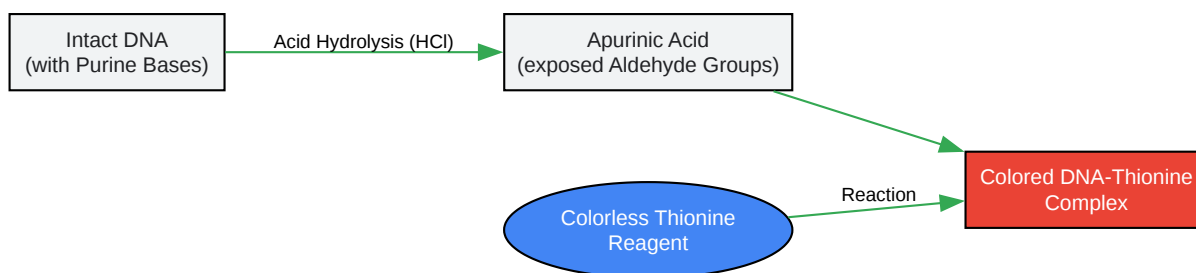 Intact DNA
(with Purine Bases)
Acid Hydrolysis (HCl)
Apurinic Acid
(exposed Aldehyde Groups)
Colorless Thionine
Reagent
Reaction
Colored DNA-Thionine
Complex